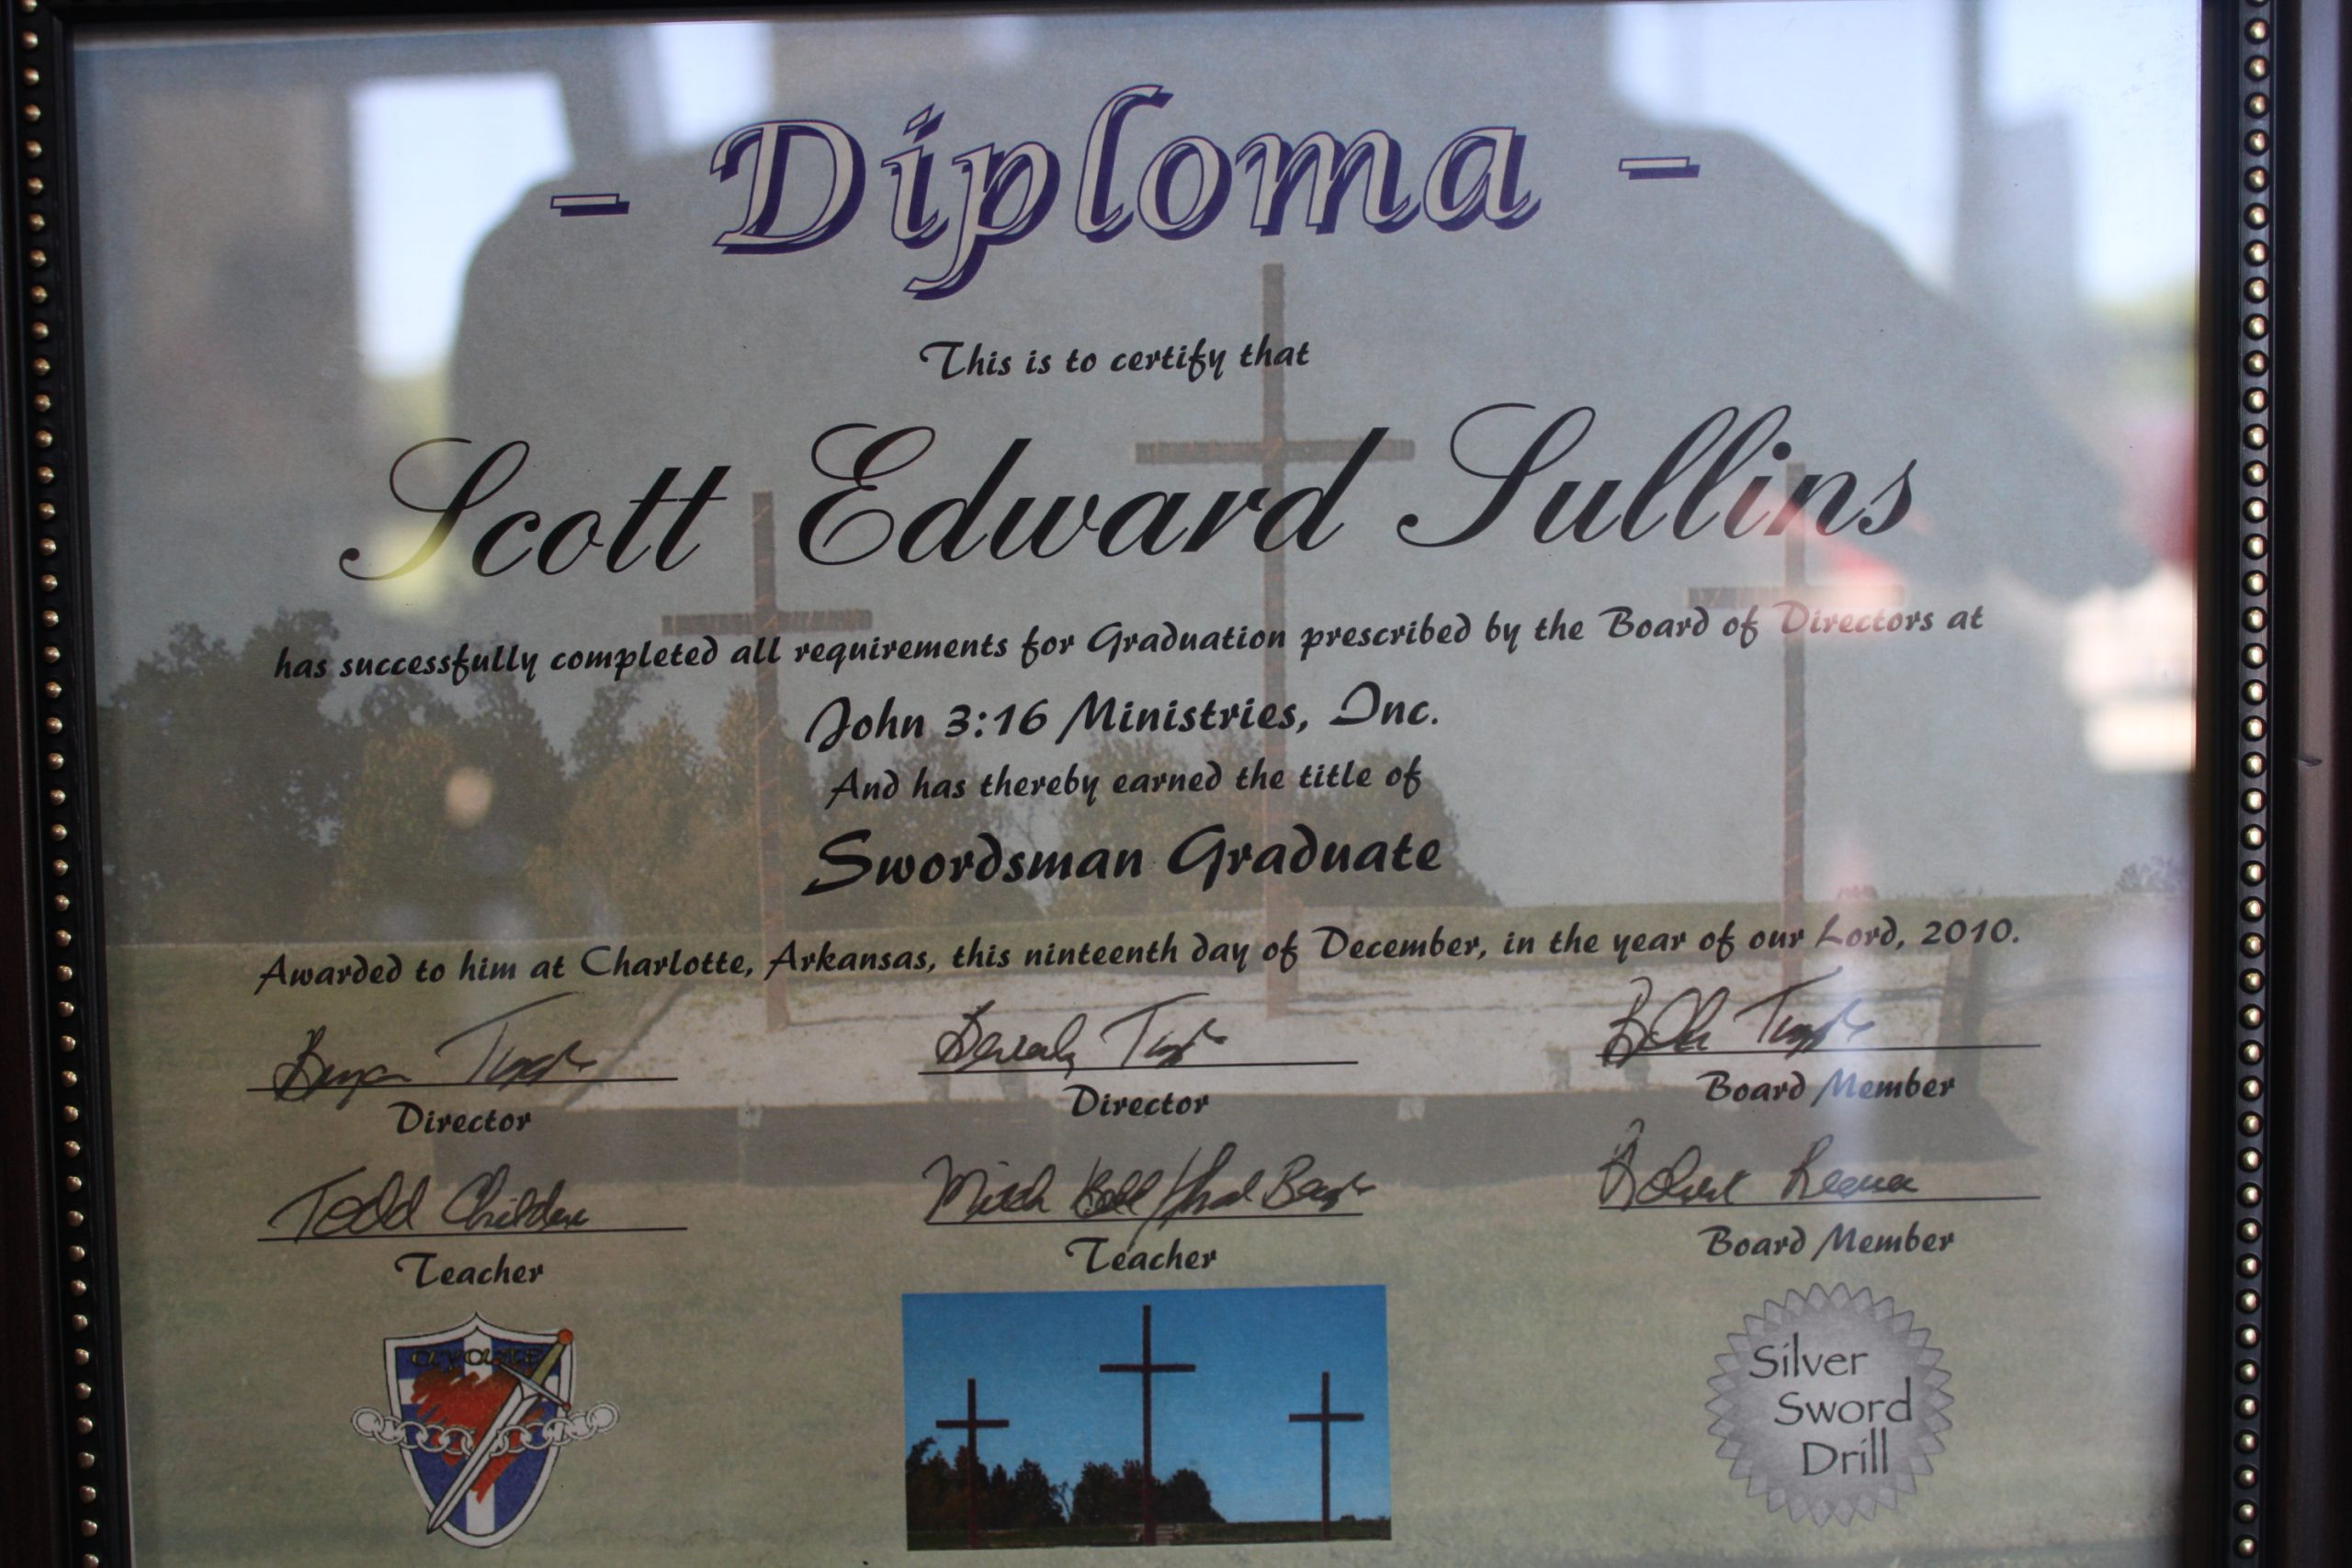 - Diploma -
This is to certify that
Scott Edward Sullins
has successfully completed all requirements for Graduation prescribed by the Board of Directors at
John 3:16 Ministries, Inc.
And has thereby earned the title of
Swordsman Graduate
Awarded to him at Charlotte, Arkansas, this ninteenth day of December, in the year of our Lord, 2010.
Director Director Board Member
Todd
Teacher Teacher Board Member
Silver
Sword
Drill